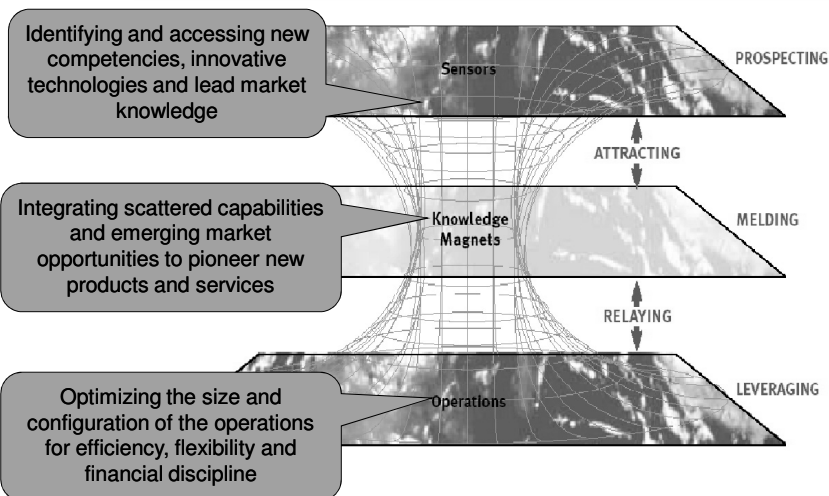 Identifying and accessing new
competencies, innovative
technologies and lead market
knowledge
Sensors
PROSPECTING
ATTRACTING
Integrating scattered capabilities
and emerging market
opportunities to pioneer new
products and services
Knowledge
Magnets
MELDING
RELAYING
Optimizing the size and
configuration of the operations
for efficiency, flexibility and
financial discipline
Operations
LEVERAGING